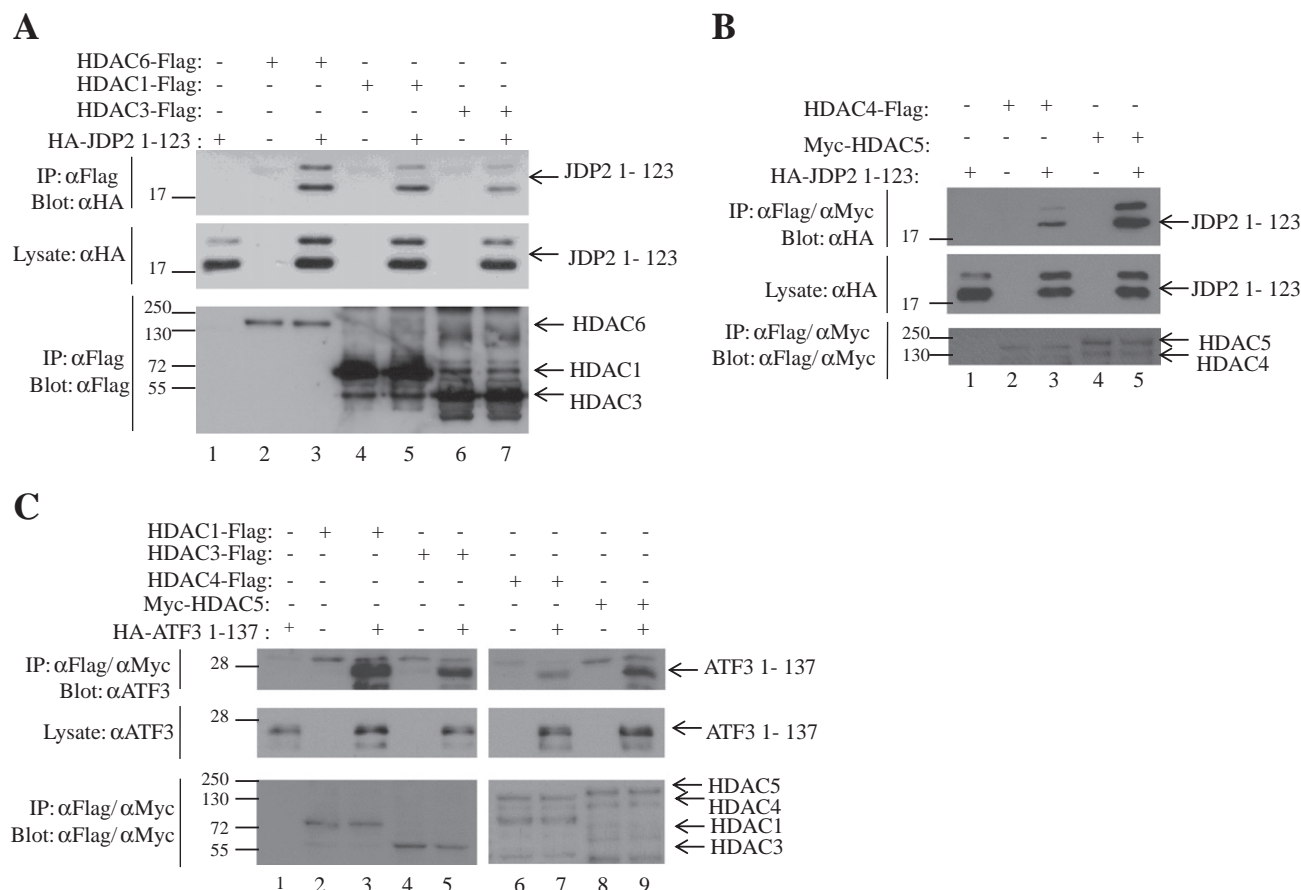 A
HDAC6-Flag: - + + - - - -
HDAC1-Flag: - - - + + - -
HDAC3-Flag: - - - - - + +
HA-JDP2 1-123 : + - + - + - +
IP: αFlag
Blot: αHA
17
JDP2 1- 123
Lysate: αHA
17
JDP2 1- 123
IP: αFlag
Blot: αFlag
250
130
72
55
HDAC6
HDAC1
HDAC3
1 2 3 4 5 6 7
B
HDAC4-Flag: - + + - -
Myc-HDAC5: - - - + +
HA-JDP2 1-123: + - + - +
IP: αFlag/ αMyc
Blot: αHA
17
JDP2 1- 123
Lysate: αHA
17
JDP2 1- 123
IP: αFlag/ αMyc
Blot: αFlag/ αMyc
250
130
HDAC5
HDAC4
1 2 3 4 5
C
HDAC1-Flag: - + + - - - - - -
HDAC3-Flag: - - - + + - - - -
HDAC4-Flag: - - - - - + + - -
Myc-HDAC5: - - - - - - - + +
HA-ATF3 1-137 : + - + - + - + - +
IP: αFlag/ αMyc
Blot: αATF3
28
ATF3 1- 137
Lysate: αATF3
28
ATF3 1- 137
IP: αFlag/ αMyc
Blot: αFlag/ αMyc
250
130
72
55
HDAC5
HDAC4
HDAC1
HDAC3
1 2 3 4 5 6 7 8 9